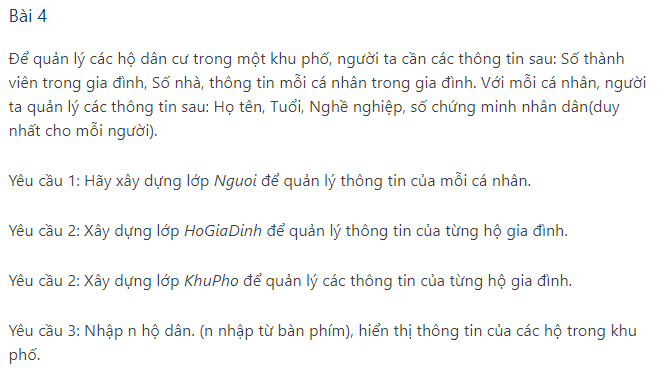 Bài 4
Để quản lý các hộ dân cư trong một khu phố, người ta cần các thông tin sau: Số thành
viên trong gia đình, Số nhà, thông tin mỗi cá nhân trong gia đình. Với mỗi cá nhân, người
ta quản lý các thông tin sau: Họ tên, Tuổi, Nghề nghiệp, số chứng minh nhân dân(duy
nhất cho mỗi người).
Yêu cầu 1: Hãy xây dựng lớp Nguoi để quản lý thông tin của mỗi cá nhân.
Yêu cầu 2: Xây dựng lớp HoGiaDinh để quản lý thông tin của từng hộ gia đình.
Yêu cầu 2: Xây dựng lớp KhuPho để quản lý các thông tin của từng hộ gia đình.
Yêu cầu 3: Nhập n hộ dân. (n nhập từ bàn phím), hiển thị thông tin của các hộ trong khu
phố.